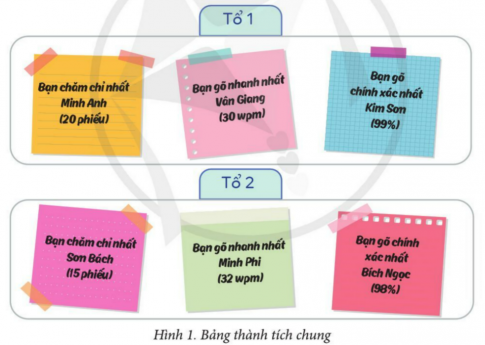 Tổ 1
Bạn chăm chỉ nhất
Minh Anh
(20 phiếu)
Bạn gõ nhanh nhất
Vân Giang
(30 wpm)
Bạn gõ
chính xác nhất
Kim Sơn
(99%)
Tổ 2
Bạn chăm chỉ nhất
Sơn Bách
(15 phiếu)
Bạn gõ nhanh nhất
Minh Phi
(32 wpm)
Bạn gõ chính
xác nhất
Bích Ngọc
(98%)
Hình 1. Bảng thành tích chung